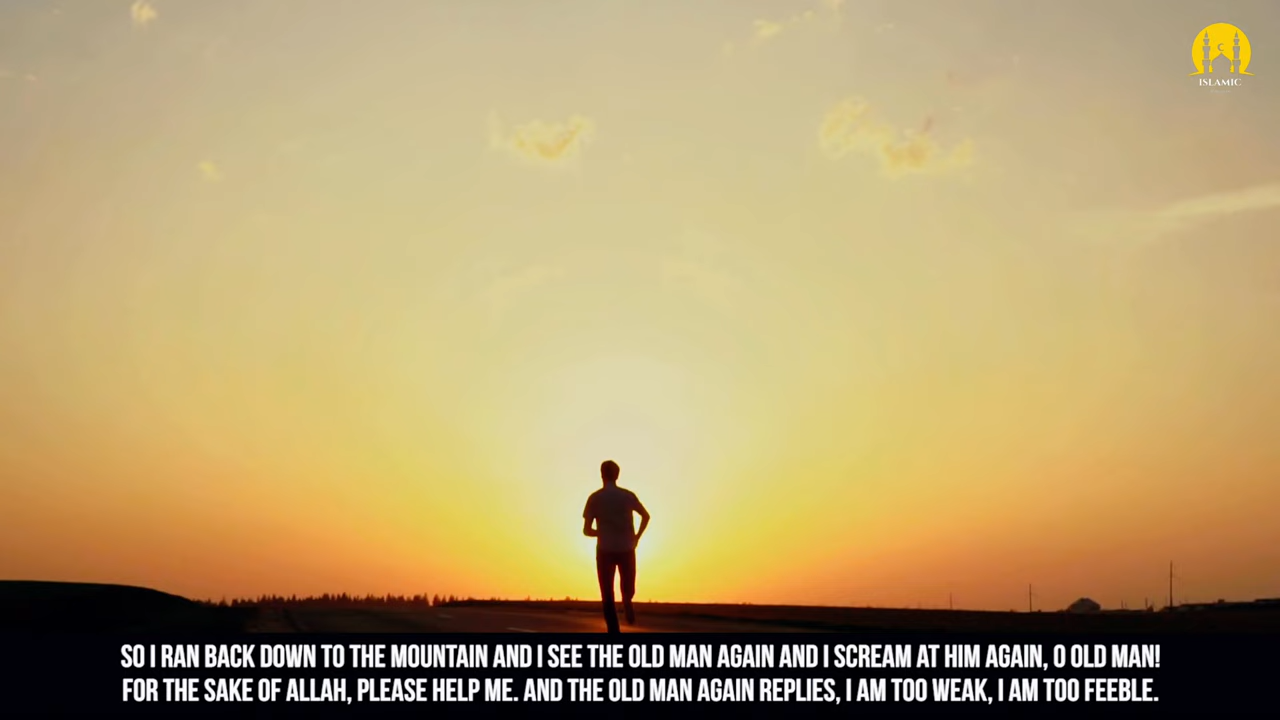 ISLAMIC
SO I RAN BACK DOWN TO THE MOUNTAIN AND I SEE THE OLD MAN AGAIN AND I SCREAM AT HIM AGAIN, O OLD MAN!
FOR THE SAKE OF ALLAH, PLEASE HELP ME. AND THE OLD MAN AGAIN REPLIES, I AM TOO WEAK, I AM TOO FEEBLE.